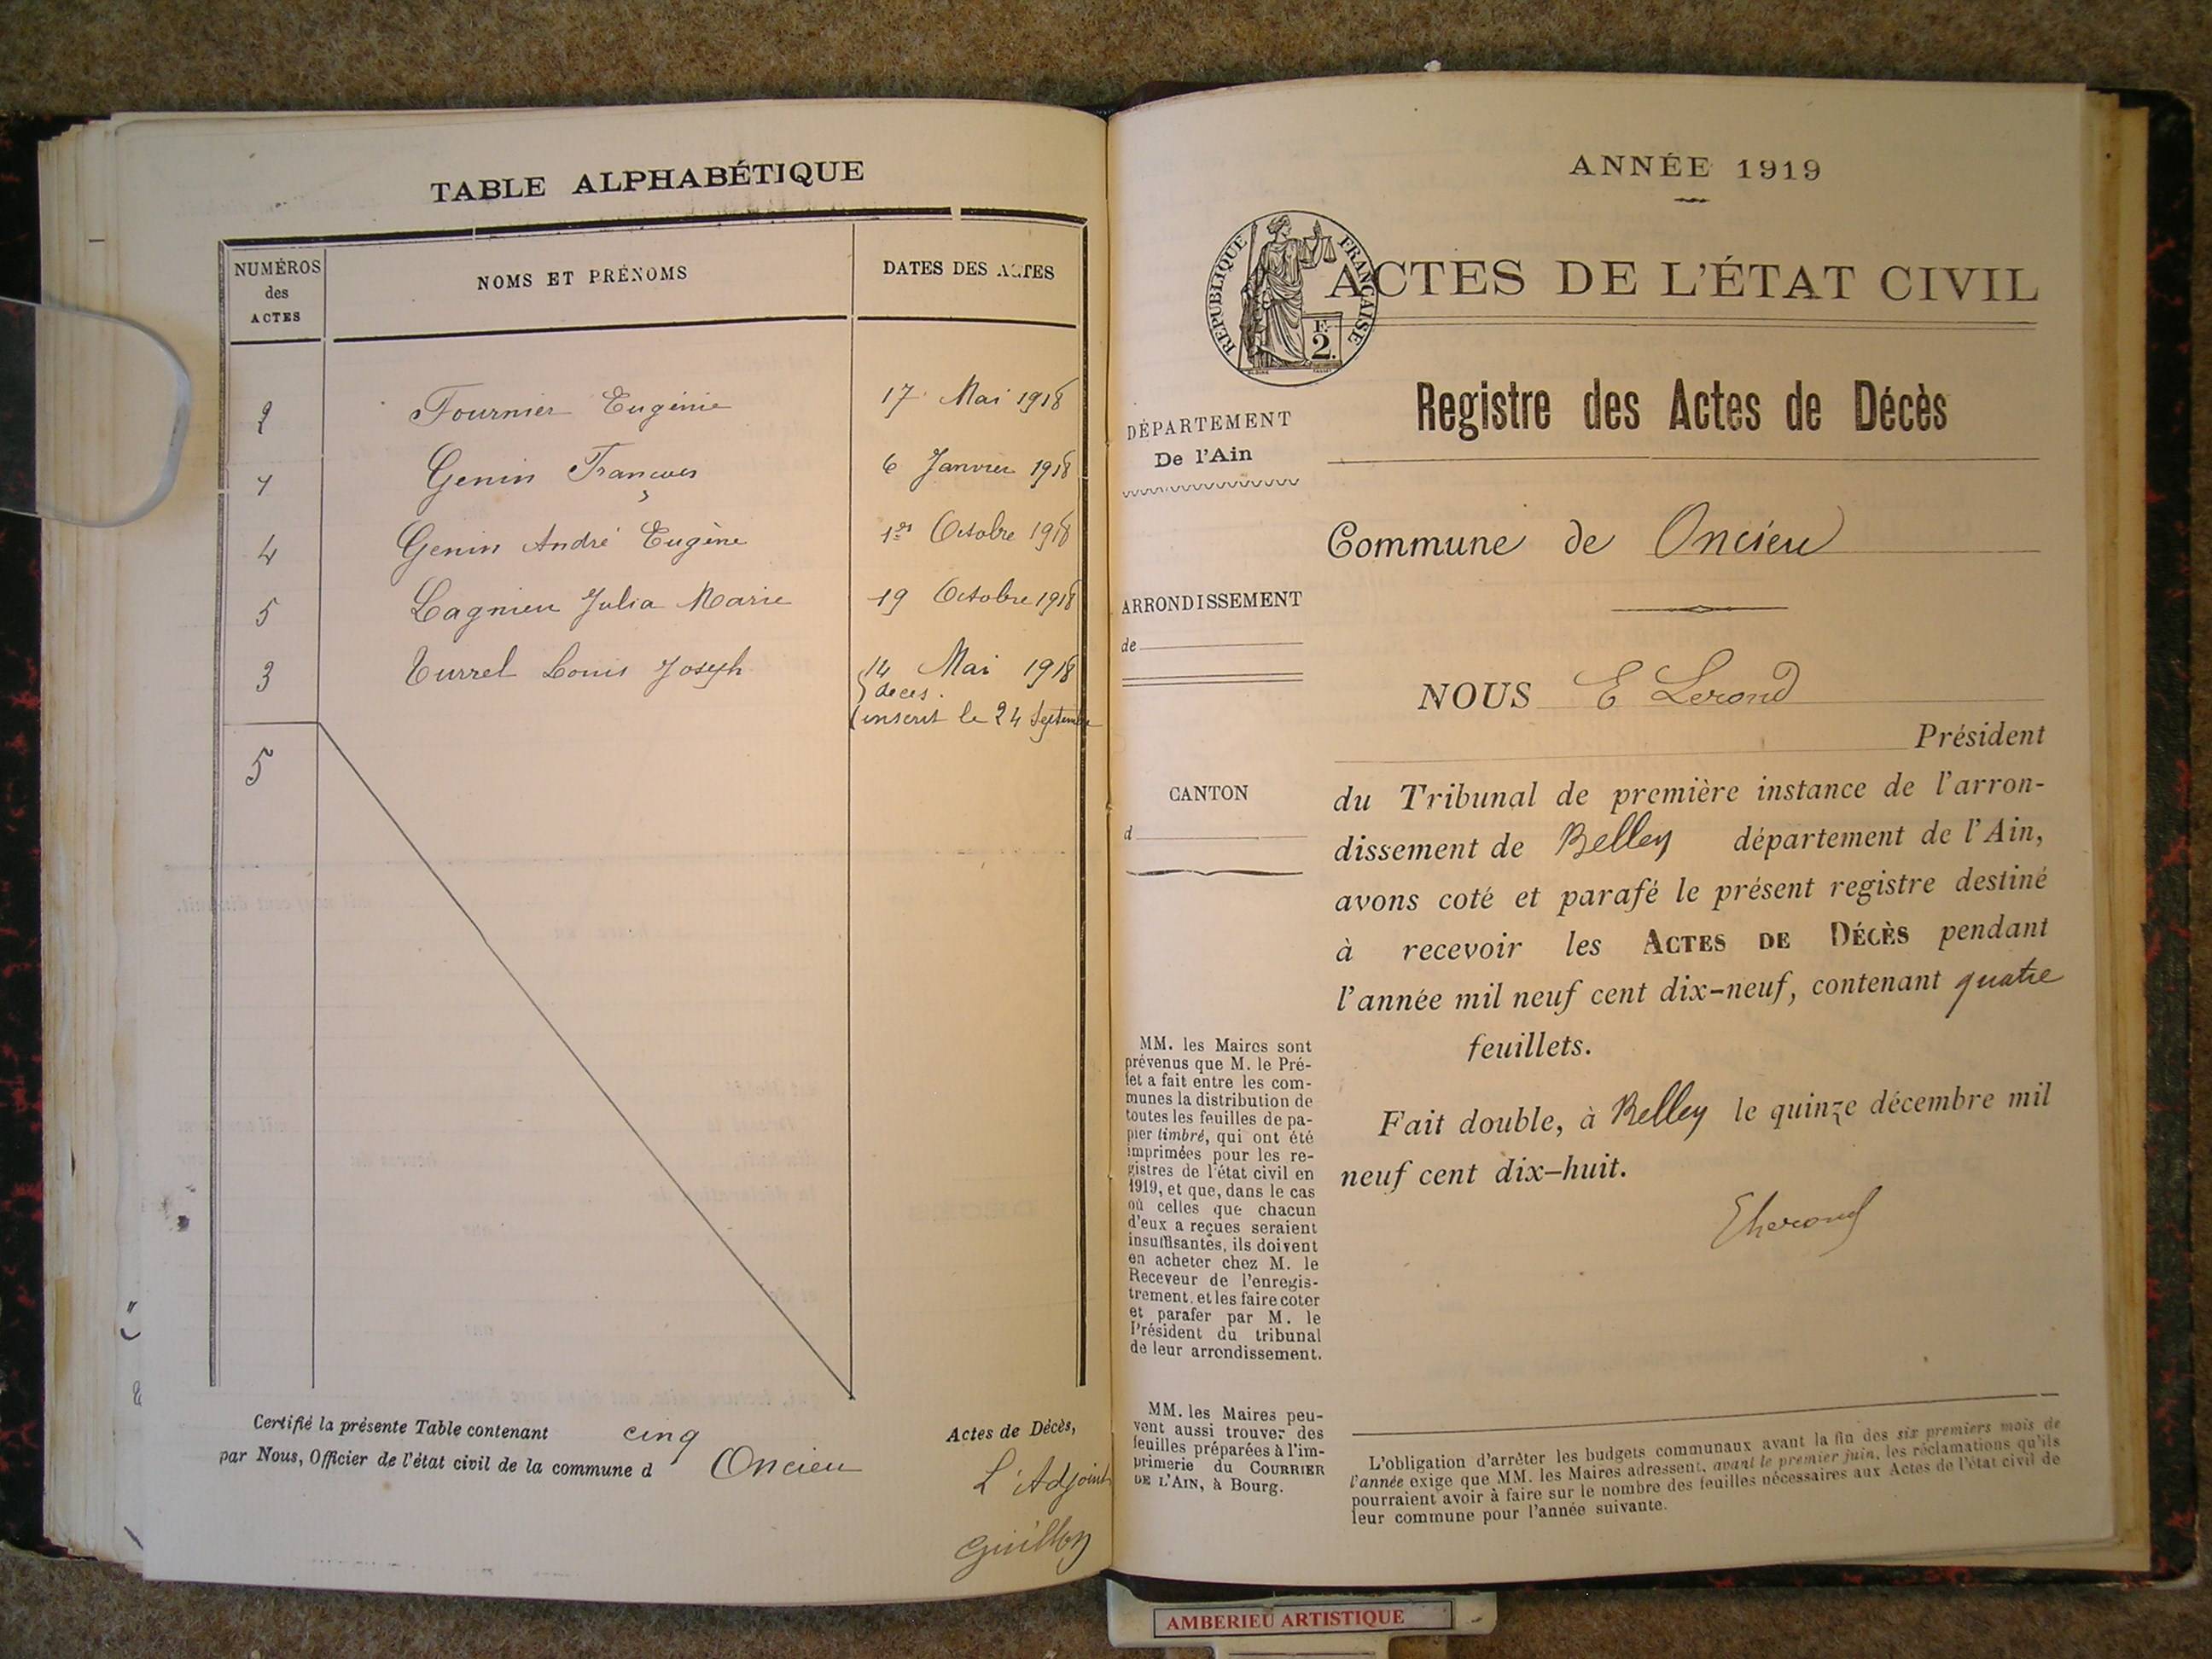 TABLE ALPHABÉTIQUE
NUMÉROS des ACTES
NOMS ET PRÉNOMS
DATES DES ACTES
2 Fournier Eugénie 17 Mai 1918
1 Genin François 6 Janvier 1918
4 Genin André Eugène 1er Octobre 1918
5 Lagnieu Julia Marie 19 Octobre 1918
3 Turrel Louis Joseph 14 Mai 1918
décès.
inscrit le 24 Septembre
5
Certifié la présente Table contenant cinq Actes de Décès,
par Nous, Officier de l'état civil de la commune d Oncieu
L'Adjoint
Guillon
ANNÉE 1919
RÉPUBLIQUE FRANÇAISE
F.
2.
ACTES DE L'ÉTAT CIVIL
Registre des Actes de Décès
DÉPARTEMENT
De l'Ain
Commune de Oncieu
ARRONDISSEMENT
de
CANTON
d
NOUS E Lerond
Président
du Tribunal de première instance de l'arron-
dissement de Belley département de l'Ain,
avons coté et parafé le présent registre destiné
à recevoir les ACTES DE DÉCÈS pendant
l'année mil neuf cent dix-neuf, contenant quatre
feuillets.
Fait double, à Belley le quinze décembre mil
neuf cent dix-huit.
MM. les Maires sont
prévenus que M. le Pré-
fet a fait entre les com-
munes la distribution de
toutes les feuilles de pa-
pier timbré, qui ont été
imprimées pour les re-
gistres de l'état civil en
1919, et que, dans le cas
où celles que chacun
d'eux a reçues seraient
insuffisantes, ils doivent
en acheter chez M. le
Receveur de l'enregis-
trement, et les faire coter
et parafer par M. le
Président du tribunal
de leur arrondissement.
MM. les Maires peu-
vent aussi trouver des
feuilles préparées à l'im-
primerie du COURRIER
DE L'AIN, à Bourg.
L'obligation d'arrêter les budgets communaux avant la fin des six premiers mois de
l'année exige que MM. les Maires adressent, avant le premier juin, les réclamations qu'ils
pourraient avoir à faire sur le nombre des feuilles nécessaires aux Actes de l'état civil de
leur commune pour l'année suivante.
AMBERIEU ARTISTIQUE